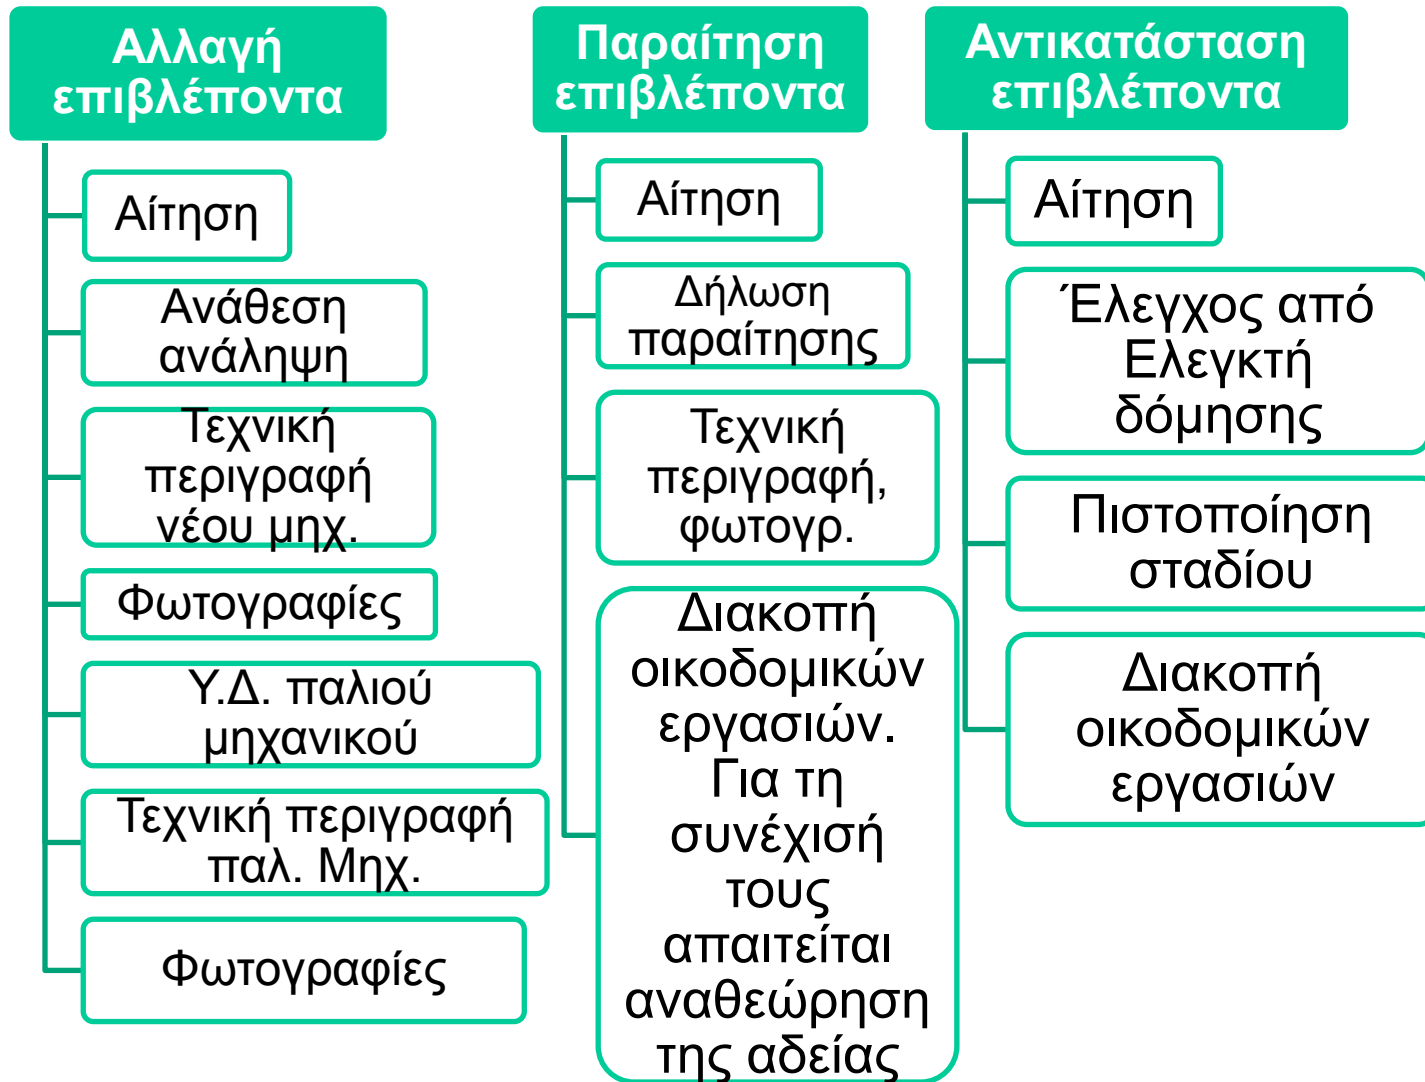 Αλλαγή
επιβλέποντα
Αίτηση
Ανάθεση
ανάληψη
Τεχνική
περιγραφή
νέου μηχ.
Φωτογραφίες
Υ.Δ. παλιού
μηχανικού
Τεχνική περιγραφή
παλ. Μηχ.
Φωτογραφίες
Παραίτηση
επιβλέποντα
Αίτηση
Δήλωση
παραίτησης
Τεχνική
περιγραφή,
φωτογρ.
Διακοπή
οικοδομικών
εργασιών.
Για τη
συνέχισή
τους
απαιτείται
αναθεώρηση
της αδείας
Αντικατάσταση
επιβλέποντα
Αίτηση
Έλεγχος από
Ελεγκτή
δόμησης
Πιστοποίηση
σταδίου
Διακοπή
οικοδομικών
εργασιών